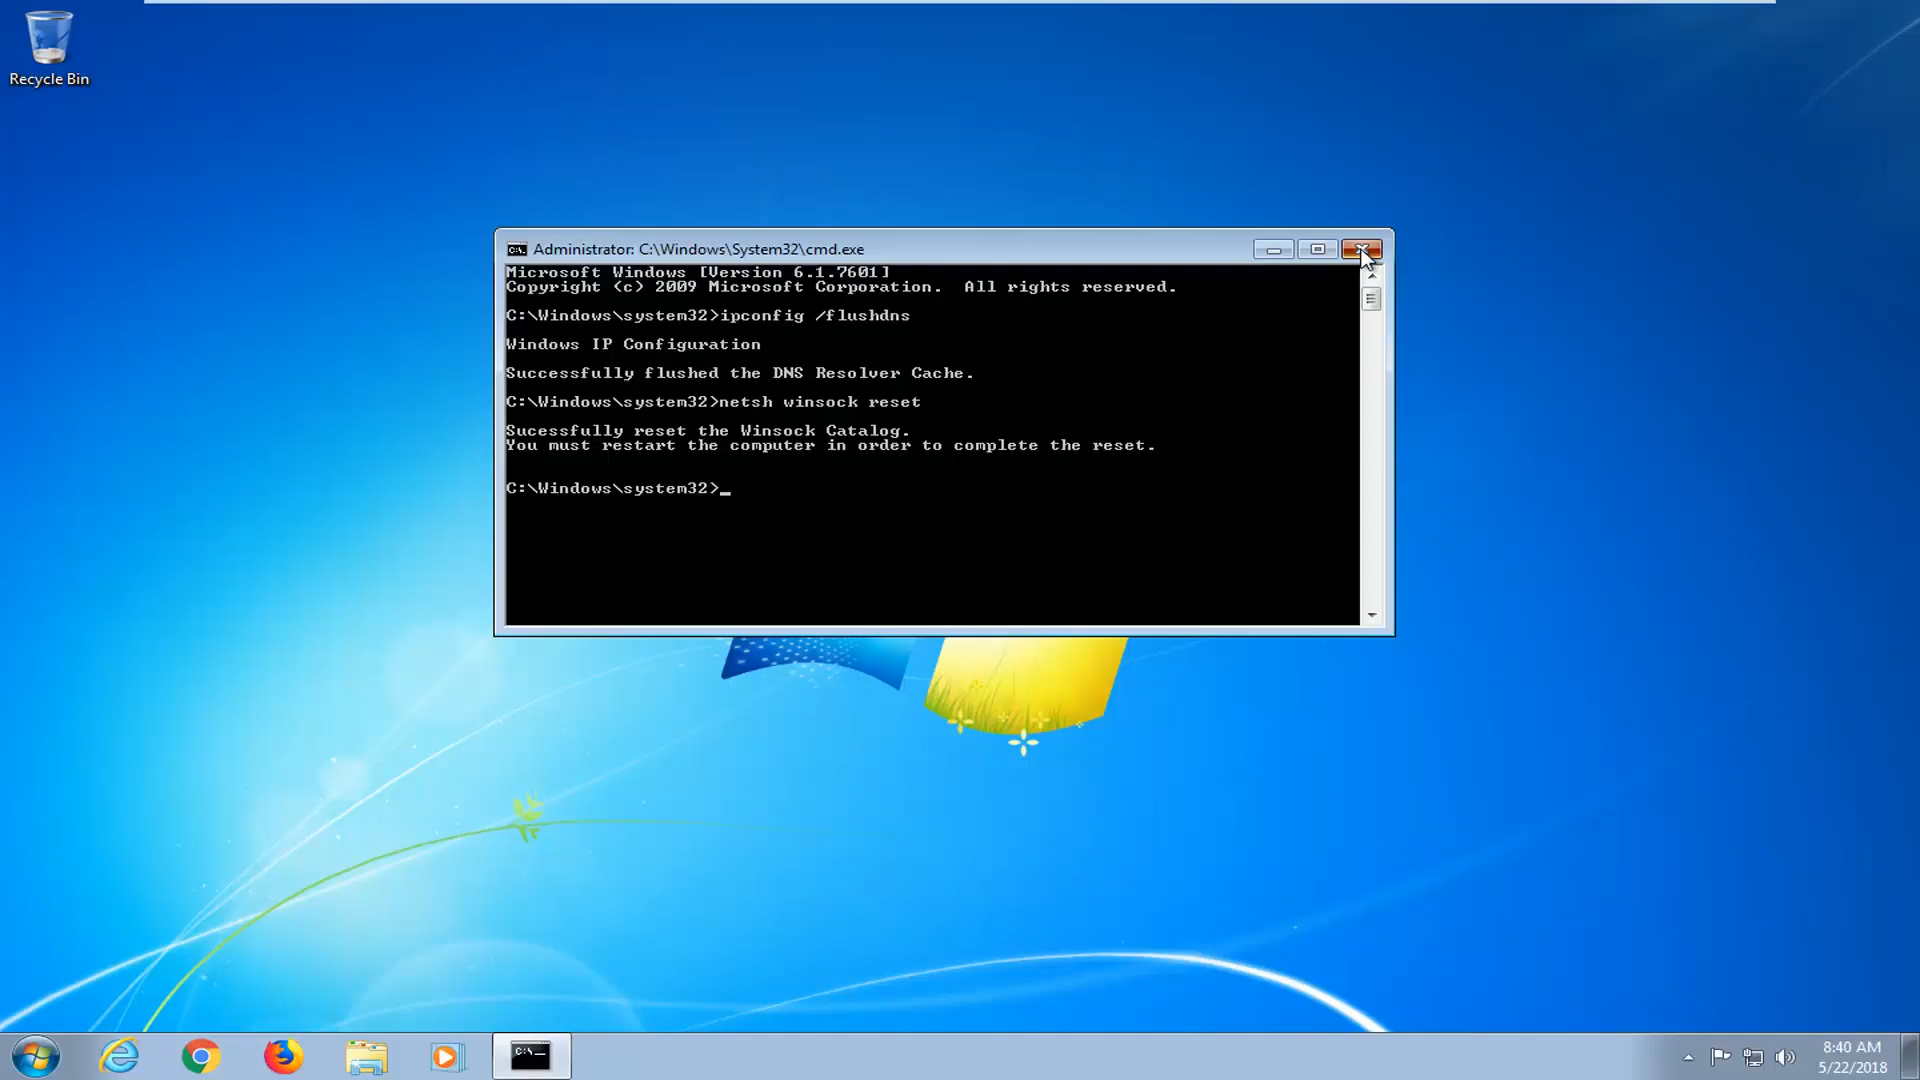 Recycle Bin
Administrator: C:\Windows\System32\cmd.exe
Microsoft Windows [Version 6.1.7601]
Copyright (c) 2009 Microsoft Corporation.  All rights reserved.
C:\Windows\system32>ipconfig /flushdns
Windows IP Configuration
Successfully flushed the DNS Resolver Cache.
C:\Windows\system32>netsh winsock reset
Sucessfully reset the Winsock Catalog.
You must restart the computer in order to complete the reset.
C:\Windows\system32>_
8:40 AM
5/22/2018